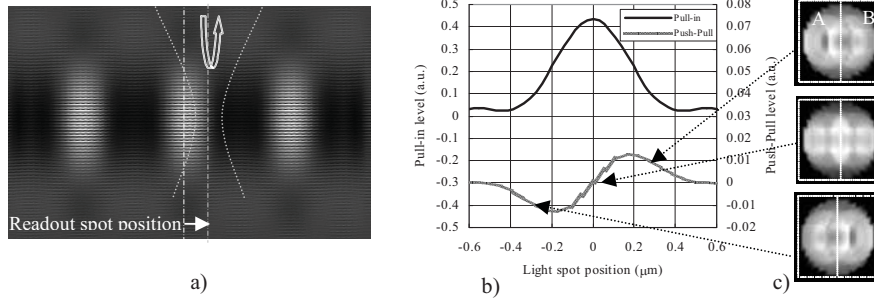 Readout spot position
a)
Pull-in level (a.u.)
0.5
0.4
0.3
0.2
0.1
0
-0.1
-0.2
-0.3
-0.4
-0.5
Pull-in
Push-Pull
0.08
0.07
0.06
0.05
0.04
0.03
0.02
0.01
0
-0.01
-0.02
Push-Pull level (a.u.)
-0.6 -0.4 -0.2 0 0.2 0.4 0.6
Light spot position (μm)
b)
A B
c)